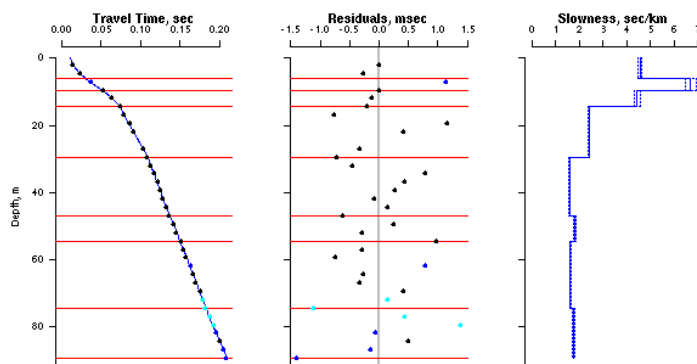 Travel Time, sec
Residuals, msec
Slowness, sec/km
0.00 0.05 0.10 0.15 0.20
-1.5 -1.0 -0.5 0.0 0.5 1.0 1.5
0 1 2 3 4 5 6 7
0
20
40
60
80
Depth, m